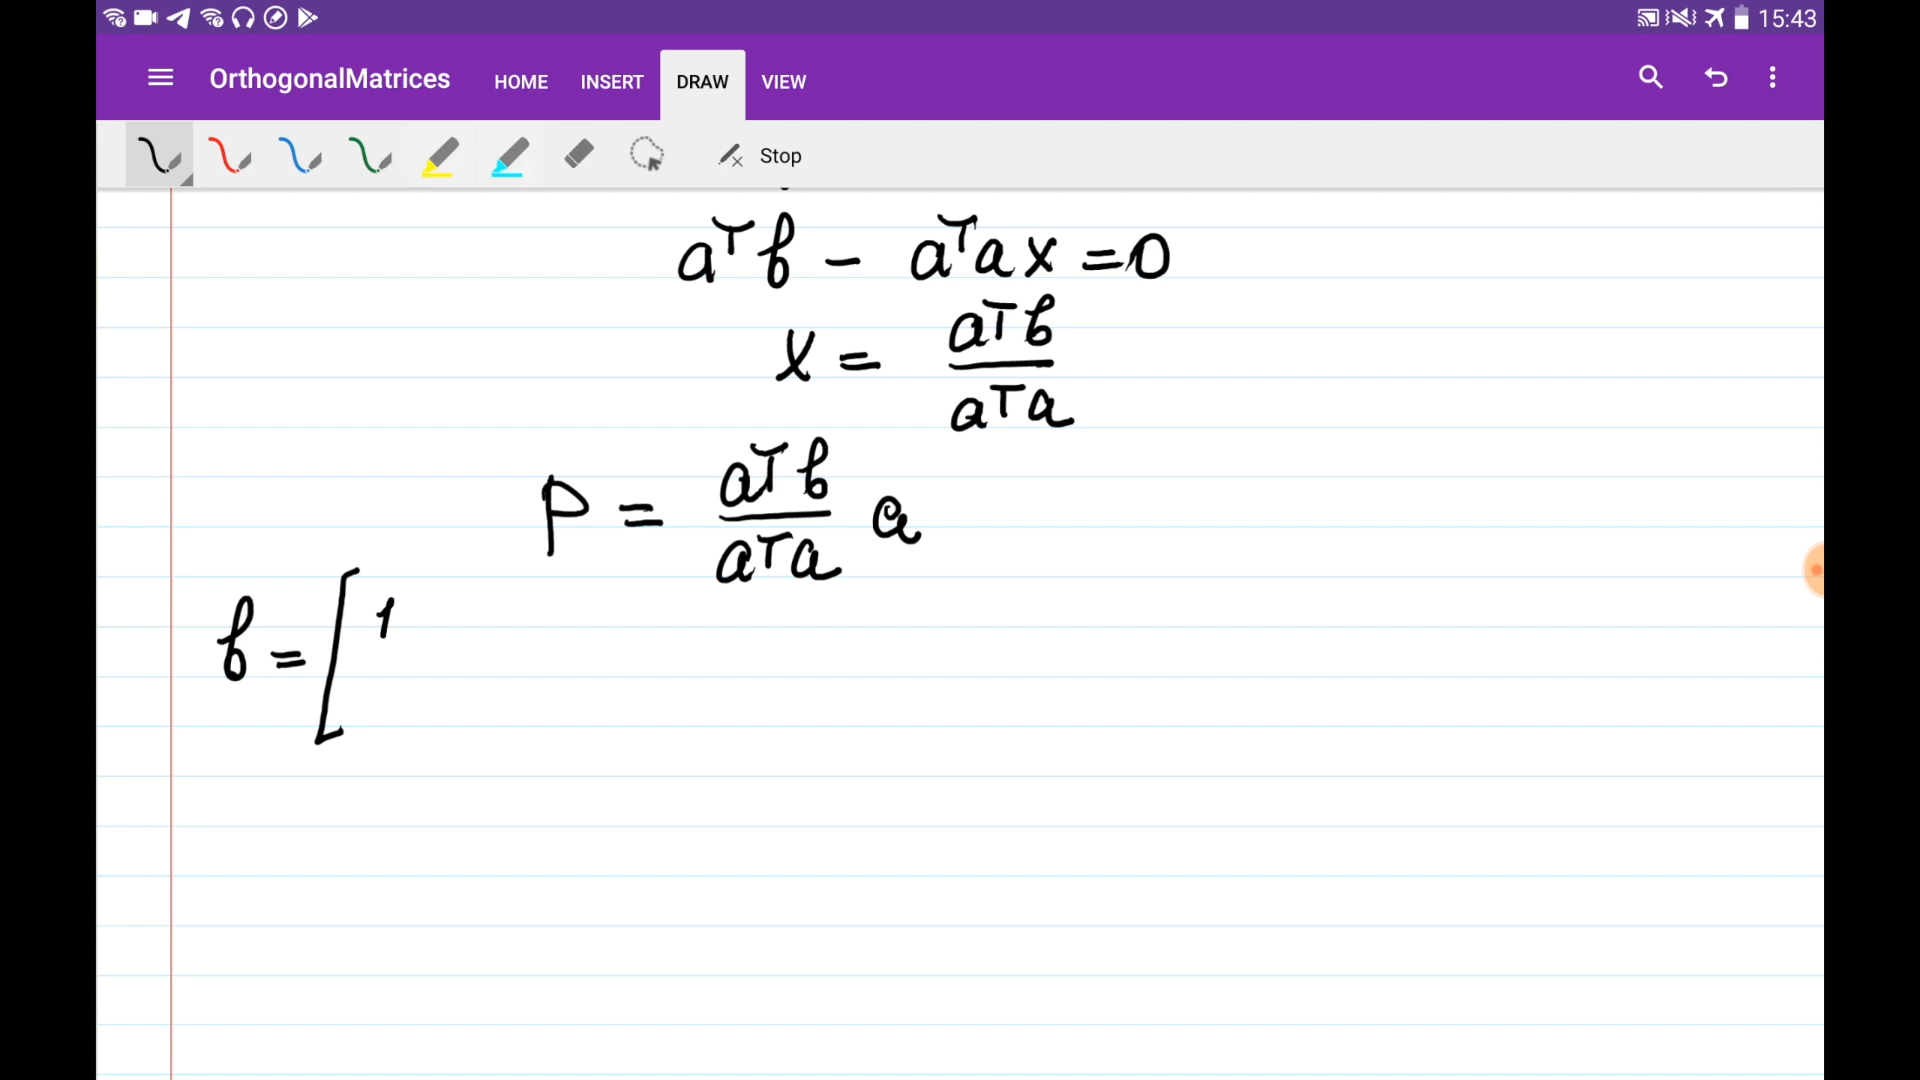 15:43
OrthogonalMatrices HOME INSERT DRAW VIEW
Stop
aᵀb - aᵀax = 0
x = aᵀb / aᵀa
P = aᵀb / aᵀa a
b = [ 1